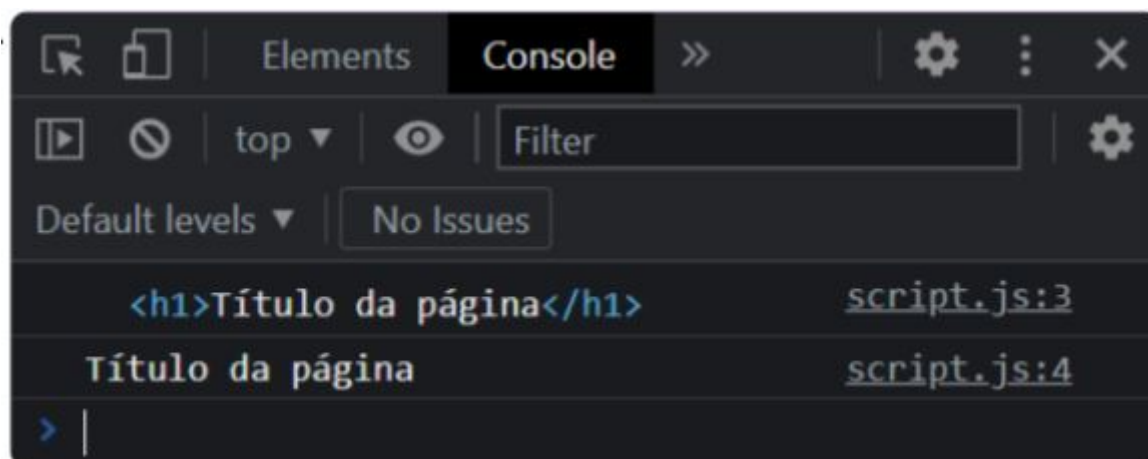 Elements Console »
top ▼ Filter
Default levels ▼ No Issues
<h1>Título da página</h1> script.js:3
Título da página script.js:4
>